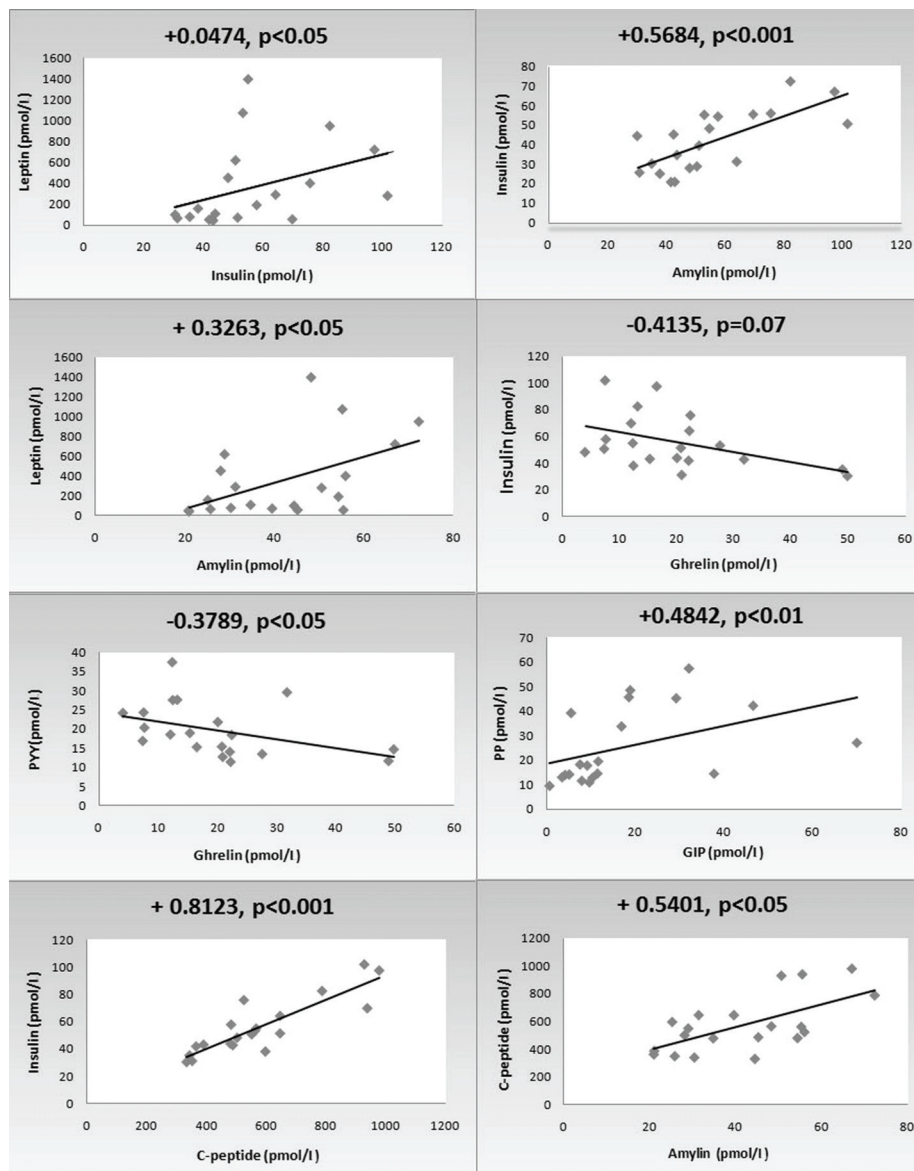 +0.0474, p<0.05
Leptin (pmol/l)
1600
1400
1200
1000
800
600
400
200
0
0 20 40 60 80 100 120
Insulin (pmol/l)
+0.5684, p<0.001
Insulin (pmol/l)
80
70
60
50
40
30
20
10
0
0 20 40 60 80 100 120
Amylin (pmol/l)
+ 0.3263, p<0.05
Leptin (pmol/l)
1600
1400
1200
1000
800
600
400
200
0
0 20 40 60 80
Amylin (pmol/l)
-0.4135, p=0.07
Insulin (pmol/l)
120
100
80
60
40
20
0
0 10 20 30 40 50 60
Ghrelin (pmol/l)
-0.3789, p<0.05
PYY(pmol/l)
40
35
30
25
20
15
10
5
0
0 10 20 30 40 50 60
Ghrelin (pmol/l)
+0.4842, p<0.01
PP (pmol/l)
70
60
50
40
30
20
10
0
0 20 40 60 80
GIP (pmol/l)
+ 0.8123, p<0.001
Insulin (pmol/l)
120
100
80
60
40
20
0
0 200 400 600 800 1000 1200
C-peptide (pmol/l)
+ 0.5401, p<0.05
C-peptide (pmol/l)
1200
1000
800
600
400
200
0
0 10 20 30 40 50 60 70 80
Amylin (pmol/l)